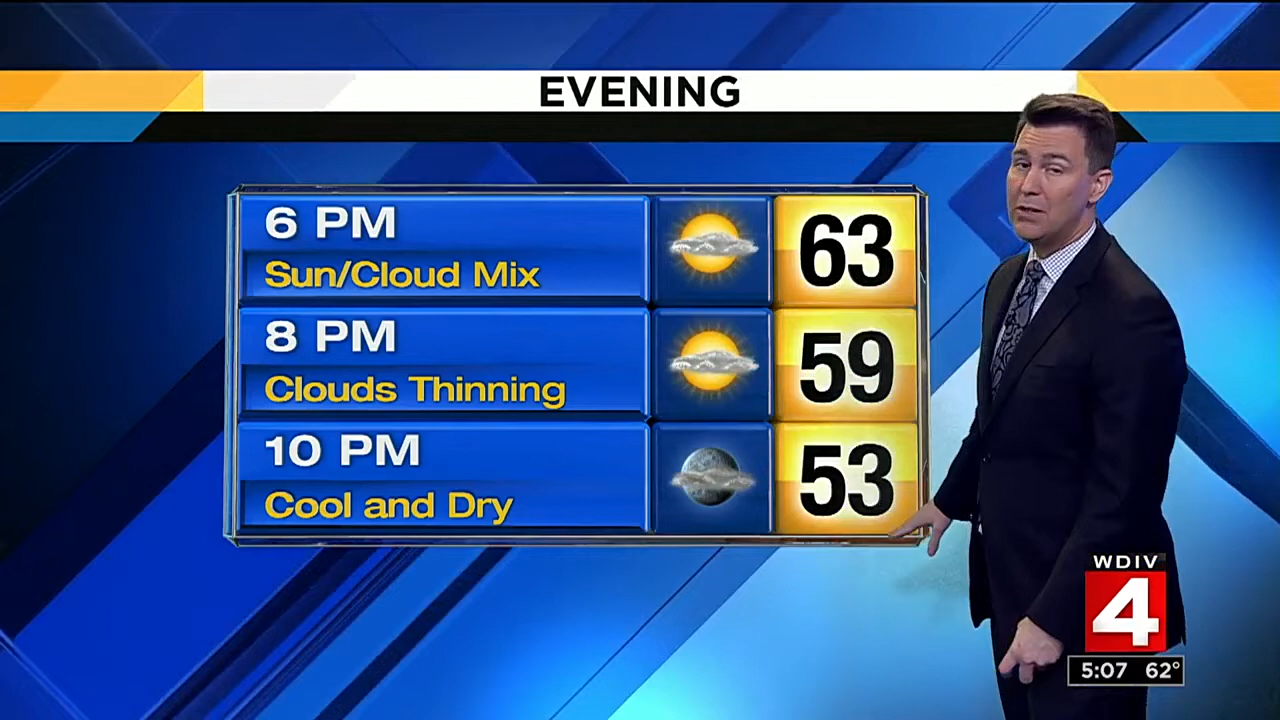 EVENING
6 PM
Sun/Cloud Mix
63
8 PM
Clouds Thinning
59
10 PM
Cool and Dry
53
WDIV
4
5:07 62°